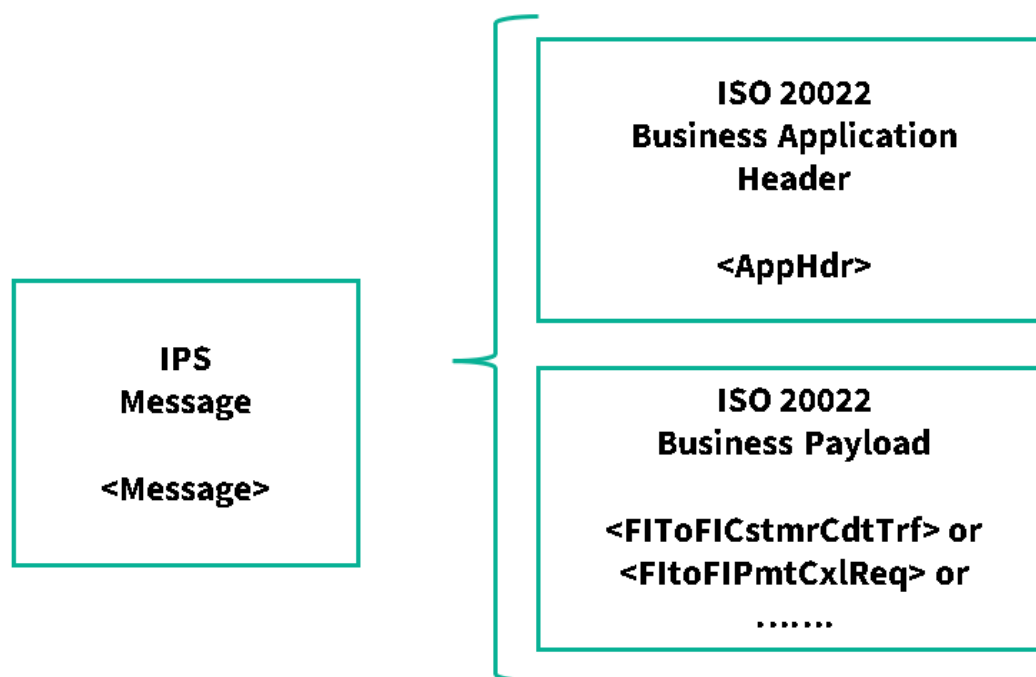 IPS
Message
<Message>
ISO 20022
Business Application
Header
<AppHdr>
ISO 20022
Business Payload
<FIToFICstmrCdtTrf> or
<FItoFIPmtCxlReq> or
.......